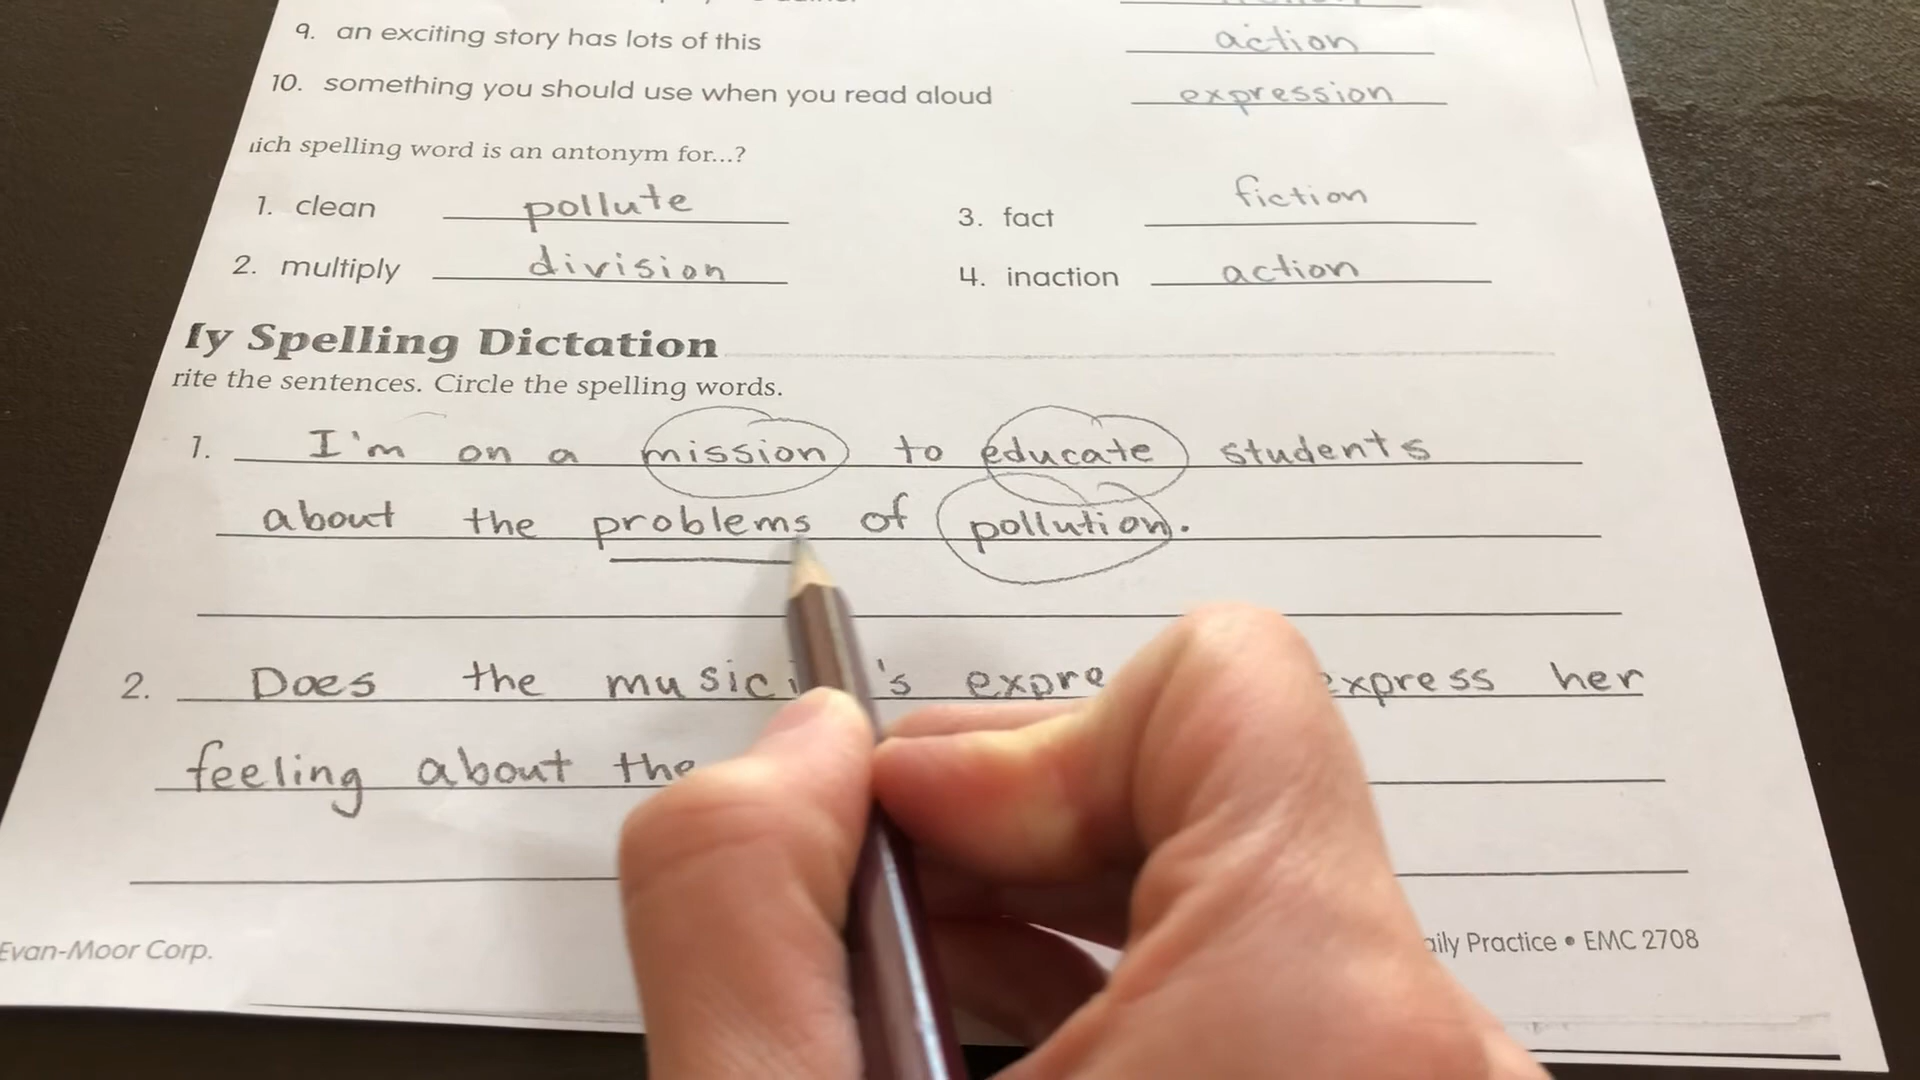 9. an exciting story has lots of this action
10. something you should use when you read aloud expression
ich spelling word is an antonym for...?
1. clean pollute 3. fact fiction
2. multiply division 4. inaction action
y Spelling Dictation
rite the sentences. Circle the spelling words.
1. I'm on a mission to educate students
about the problems of pollution.
2. Does the musici 's expre express her
feeling about the
Evan-Moor Corp. aily Practice • EMC 2708